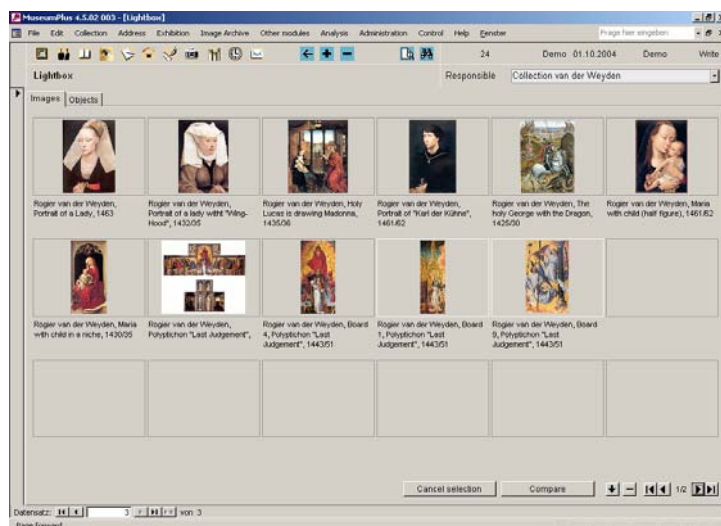 MuseumPlus 4.5.02 003 - [Lightbox]
File Edit Collection Address Exhibition Image Archive Other modules Analysis Administration Control Help Fenster Frage hier eingeben
24 Demo 01.10.2004 Demo Write
Lightbox Responsible Collection van der Weyden
Images Objects
Rogier van der Weyden, Portrait of a Lady, 1463
Rogier van der Weyden, Portrait of a lady witht "Wing-Hood", 1432/35
Rogier van der Weyden, Holy Lucas is drawing Madonna, 1435/36
Rogier van der Weyden, Portrait of "Karl der Kühne", 1461/62
Rogier van der Weyden, The holy George with the Dragon, 1425/30
Rogier van der Weyden, Maria with child (half figure), 1461/62
Rogier van der Weyden, Maria with child in a niche, 1430/35
Rogier van der Weyden, Polyptichon "Last Judgement",
Rogier van der Weyden, Board 4, Polyptichon "Last Judgement", 1443/51
Rogier van der Weyden, Board 1, Polyptichon "Last Judgement", 1443/51
Rogier van der Weyden, Board 9, Polyptichon "Last Judgement", 1443/51
Cancel selection Compare 1/2
Datensatz: 3 von 3
Page forward